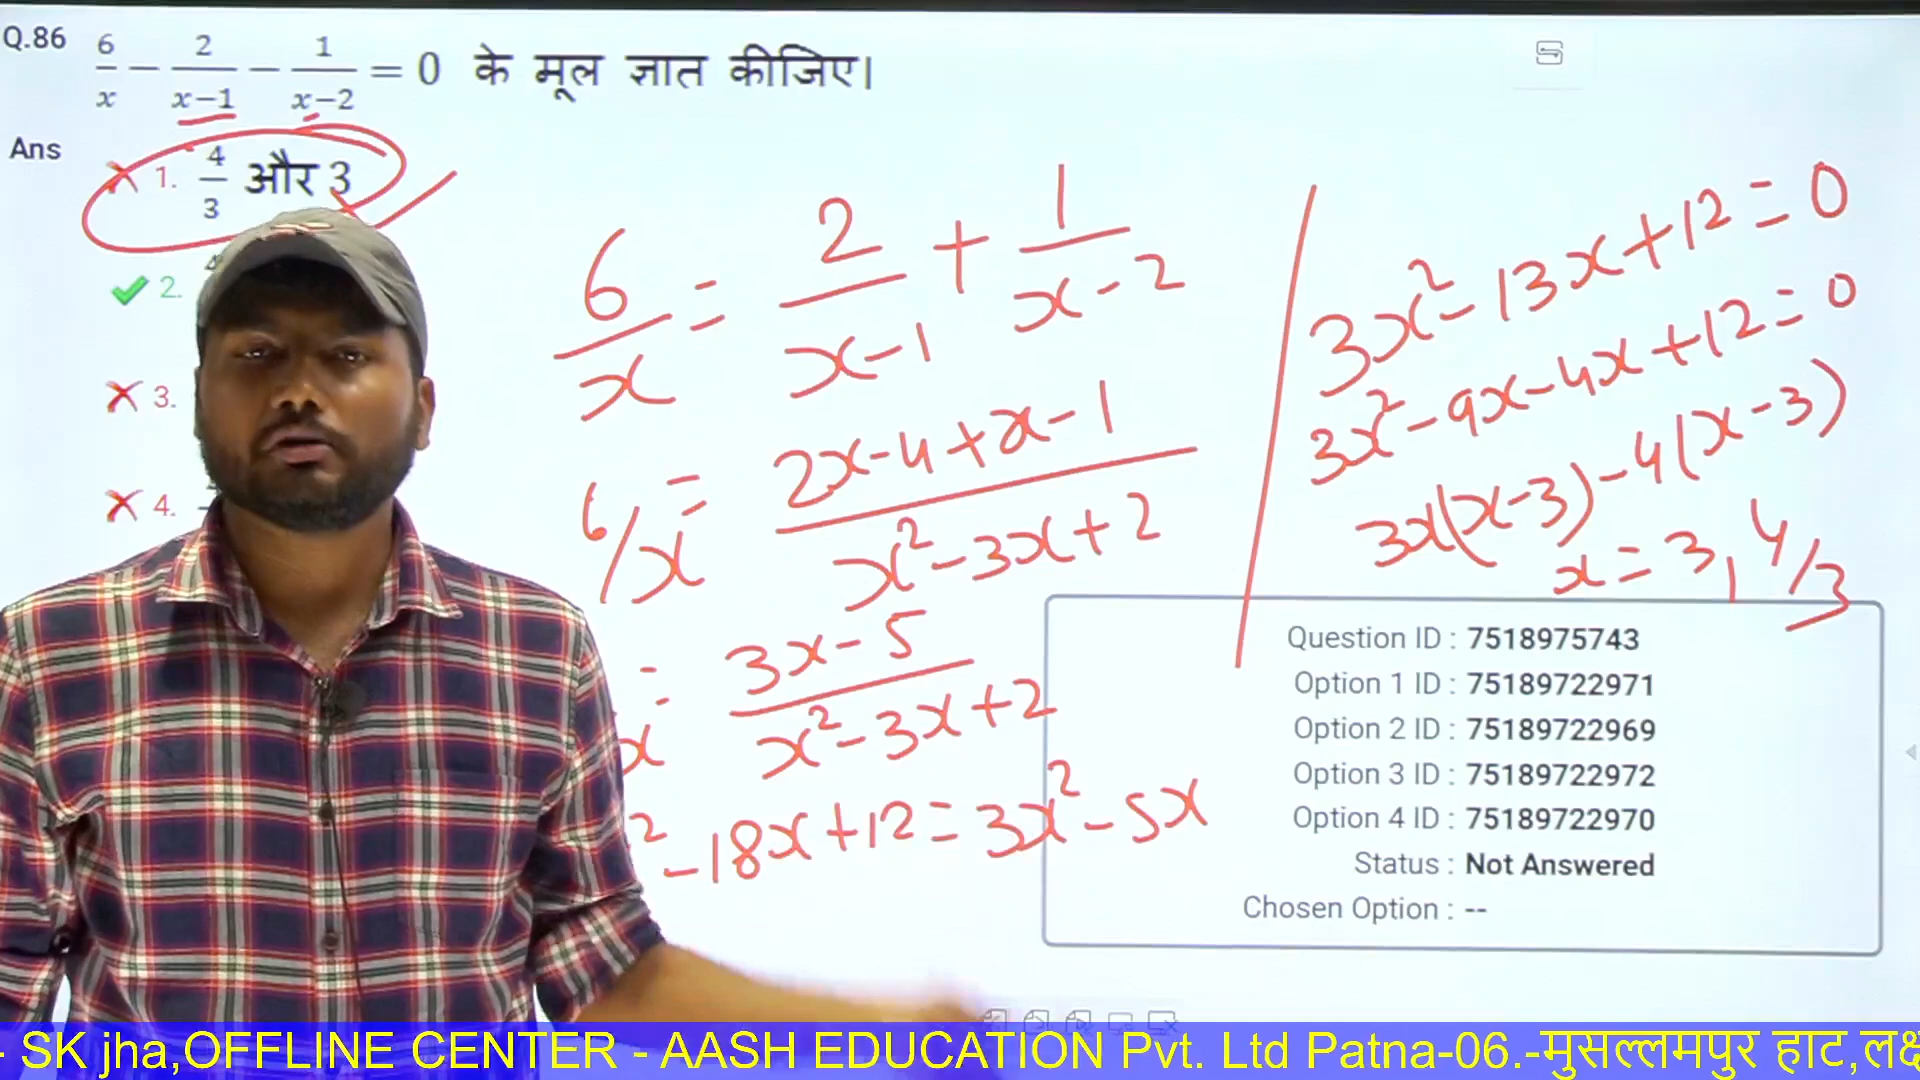 Q.86 6/x − 2/(x−1) − 1/(x−2) = 0 के मूल ज्ञात कीजिए।
Ans
1. 4/3 और 3
2.
3.
4.
6/x = 2/(x-1) + 1/(x-2)
6/x = (2x-4+x-1)/(x²-3x+2)
x = (3x-5)/(x²-3x+2)
² -18x+12=3x²-5x
3x²-13x+12=0
3x²-9x-4x+12=0
3x(x-3)-4(x-3)
x=3, 4/3
Question ID : 7518975743
Option 1 ID : 75189722971
Option 2 ID : 75189722969
Option 3 ID : 75189722972
Option 4 ID : 75189722970
Status : Not Answered
Chosen Option : --
- SK jha,OFFLINE CENTER - AASH EDUCATION Pvt. Ltd Patna-06.-मुसल्लमपुर हाट,लक्ष